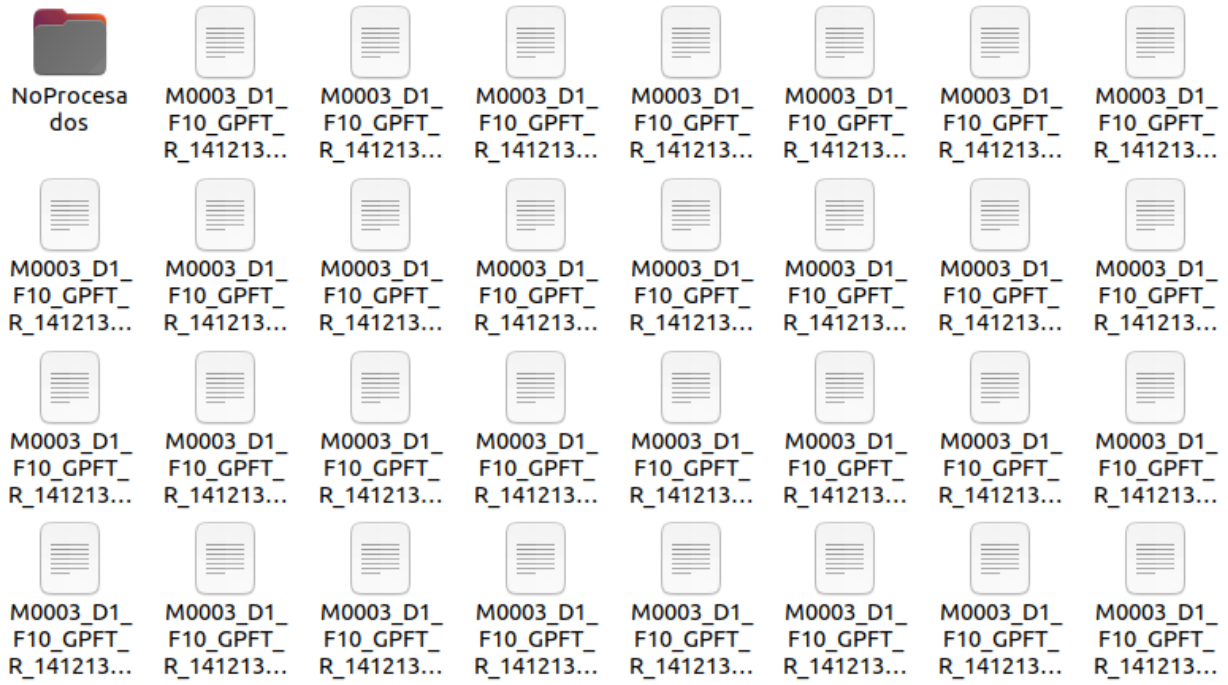 NoProcesa M0003_D1_ M0003_D1_ M0003_D1_ M0003_D1_ M0003_D1_ M0003_D1_ M0003_D1_
dos F10_GPFT_ F10_GPFT_ F10_GPFT_ F10_GPFT_ F10_GPFT_ F10_GPFT_ F10_GPFT_
R_141213... R_141213... R_141213... R_141213... R_141213... R_141213... R_141213...
M0003_D1_ M0003_D1_ M0003_D1_ M0003_D1_ M0003_D1_ M0003_D1_ M0003_D1_ M0003_D1_
F10_GPFT_ F10_GPFT_ F10_GPFT_ F10_GPFT_ F10_GPFT_ F10_GPFT_ F10_GPFT_ F10_GPFT_
R_141213... R_141213... R_141213... R_141213... R_141213... R_141213... R_141213... R_141213...
M0003_D1_ M0003_D1_ M0003_D1_ M0003_D1_ M0003_D1_ M0003_D1_ M0003_D1_ M0003_D1_
F10_GPFT_ F10_GPFT_ F10_GPFT_ F10_GPFT_ F10_GPFT_ F10_GPFT_ F10_GPFT_ F10_GPFT_
R_141213... R_141213... R_141213... R_141213... R_141213... R_141213... R_141213... R_141213...
M0003_D1_ M0003_D1_ M0003_D1_ M0003_D1_ M0003_D1_ M0003_D1_ M0003_D1_ M0003_D1_
F10_GPFT_ F10_GPFT_ F10_GPFT_ F10_GPFT_ F10_GPFT_ F10_GPFT_ F10_GPFT_ F10_GPFT_
R_141213... R_141213... R_141213... R_141213... R_141213... R_141213... R_141213... R_141213...